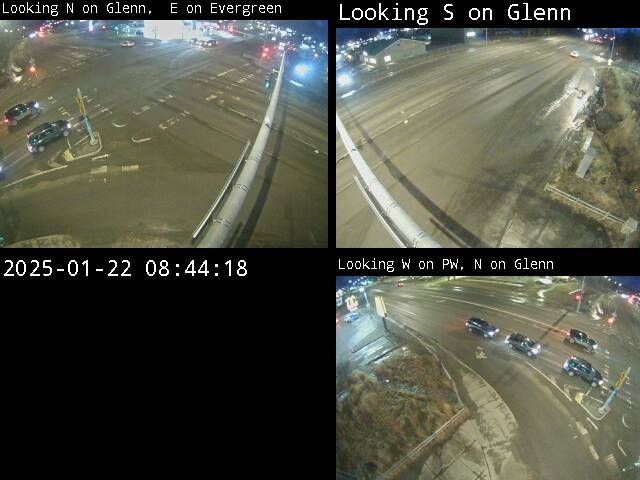 Looking N on Glenn,  E on Evergreen
Looking S on Glenn
2025-01-22 08:44:18
Looking W on PW, N on Glenn